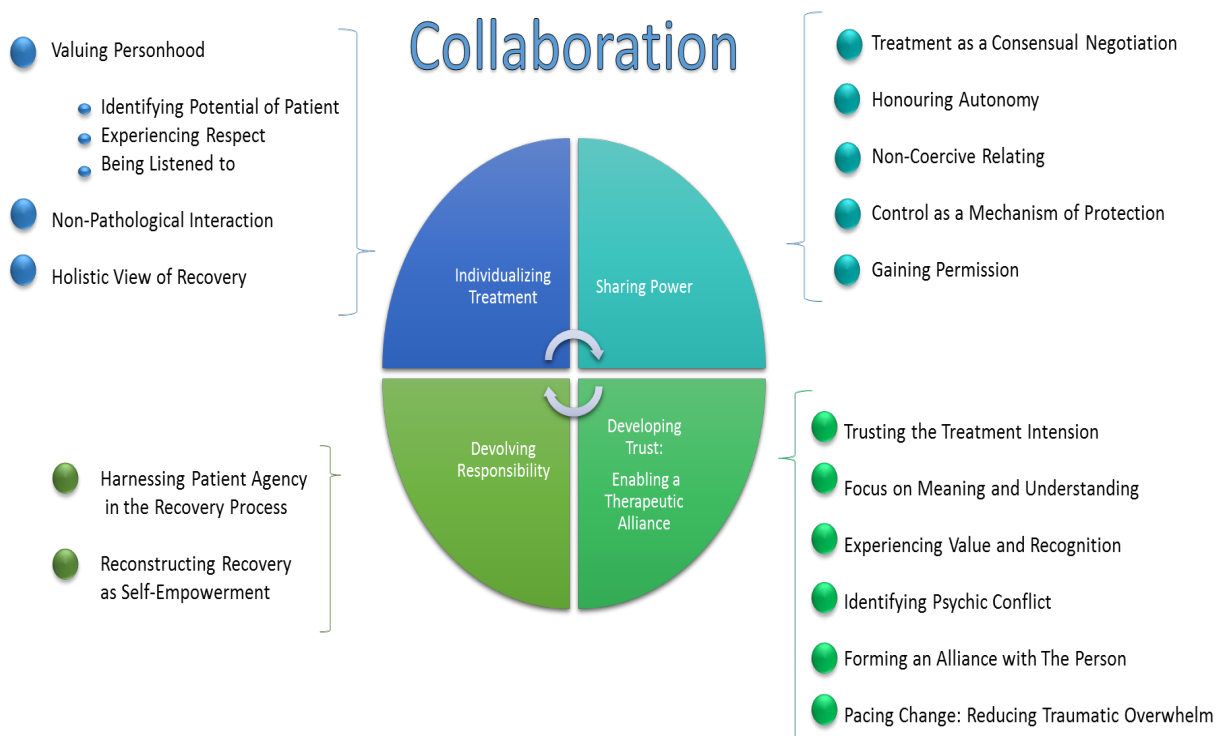 Collaboration
Valuing Personhood
Identifying Potential of Patient
Experiencing Respect
Being Listened to
Non-Pathological Interaction
Holistic View of Recovery
Treatment as a Consensual Negotiation
Honouring Autonomy
Non-Coercive Relating
Control as a Mechanism of Protection
Gaining Permission
Individualizing
Treatment
Sharing Power
Devolving
Responsibility
Developing
Trust:
Enabling a
Therapeutic
Alliance
Harnessing Patient Agency
in the Recovery Process
Reconstructing Recovery
as Self-Empowerment
Trusting the Treatment Intension
Focus on Meaning and Understanding
Experiencing Value and Recognition
Identifying Psychic Conflict
Forming an Alliance with The Person
Pacing Change: Reducing Traumatic Overwhelm